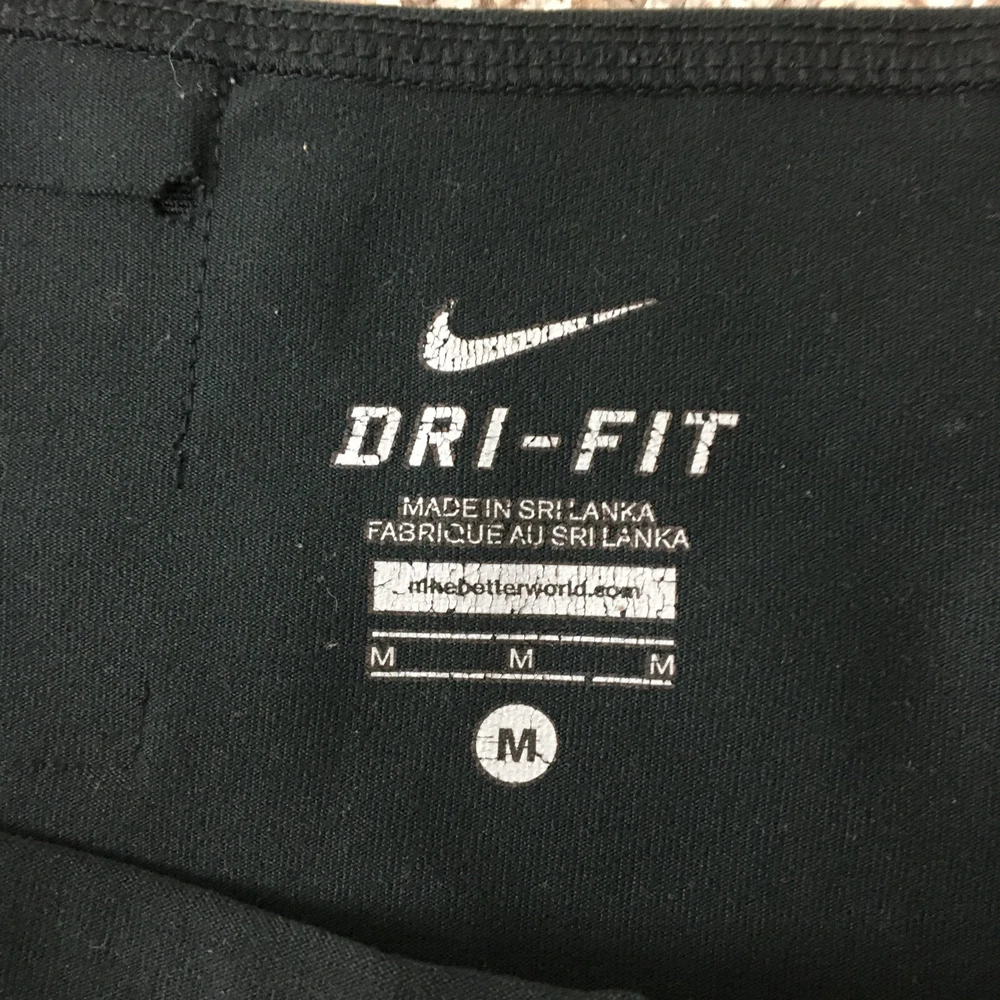 DRI-FIT
MADE IN SRI LANKA
FABRIQUE AU SRI LANKA
nikebetterworld.com
M M M
M